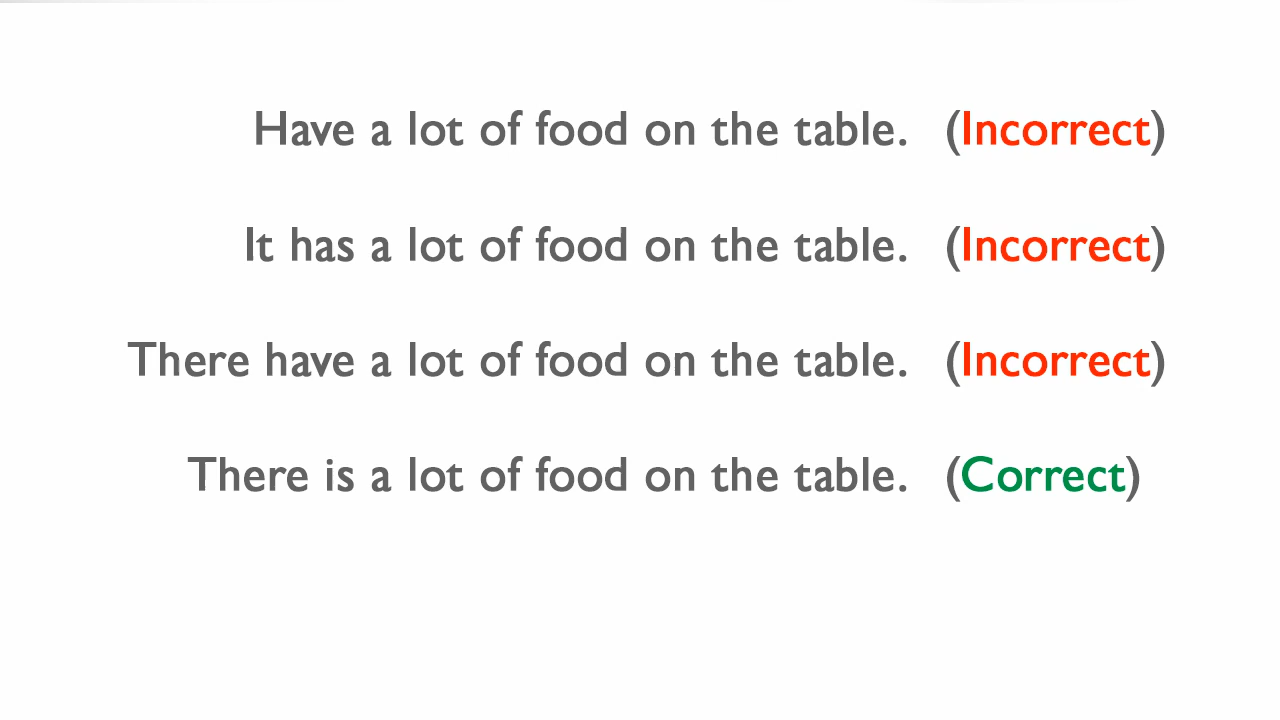 Have a lot of food on the table. (Incorrect)
It has a lot of food on the table. (Incorrect)
There have a lot of food on the table. (Incorrect)
There is a lot of food on the table. (Correct)